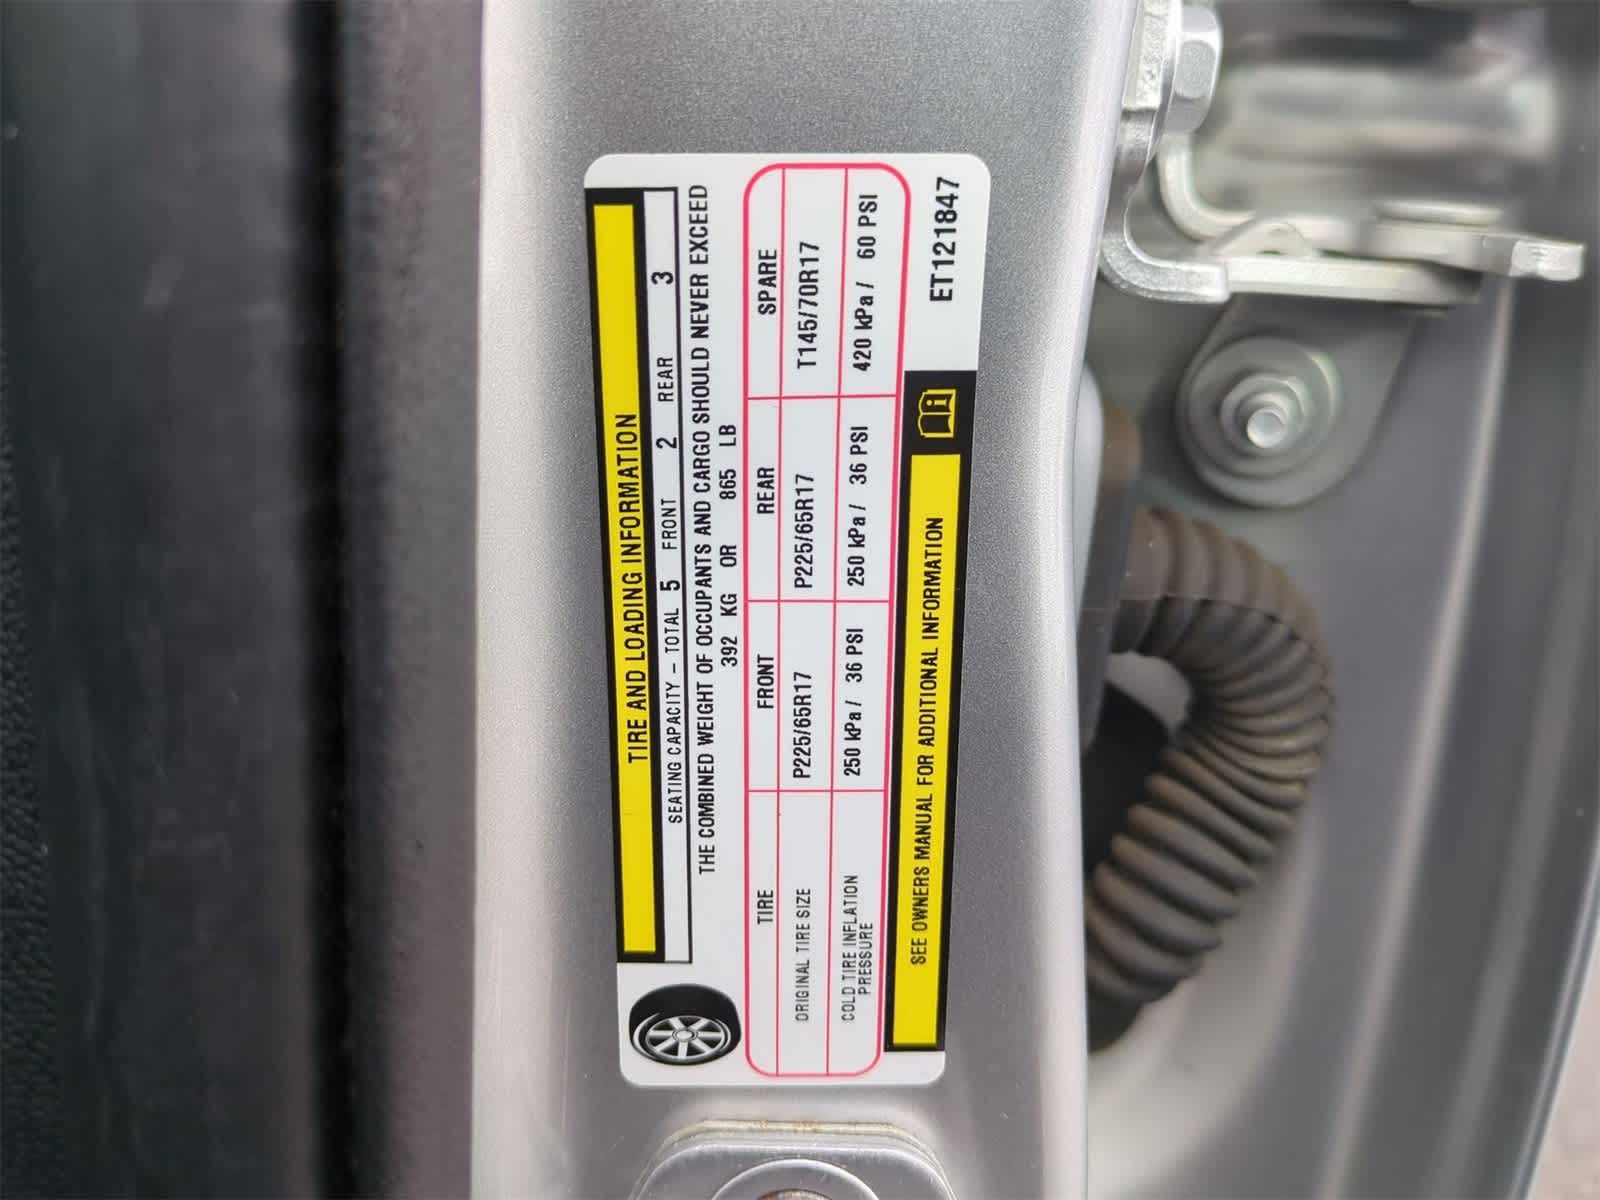 TIRE AND LOADING INFORMATION
SEATING CAPACITY - TOTAL 5 FRONT 2 REAR 3
THE COMBINED WEIGHT OF OCCUPANTS AND CARGO SHOULD NEVER EXCEED
392 KG OR 865 LB
TIRE FRONT REAR SPARE
ORIGINAL TIRE SIZE P225/65R17 P225/65R17 T145/70R17
COLD TIRE INFLATION PRESSURE 250 kPa / 36 PSI 250 kPa / 36 PSI 420 kPa / 60 PSI
SEE OWNERS MANUAL FOR ADDITIONAL INFORMATION
ET121847